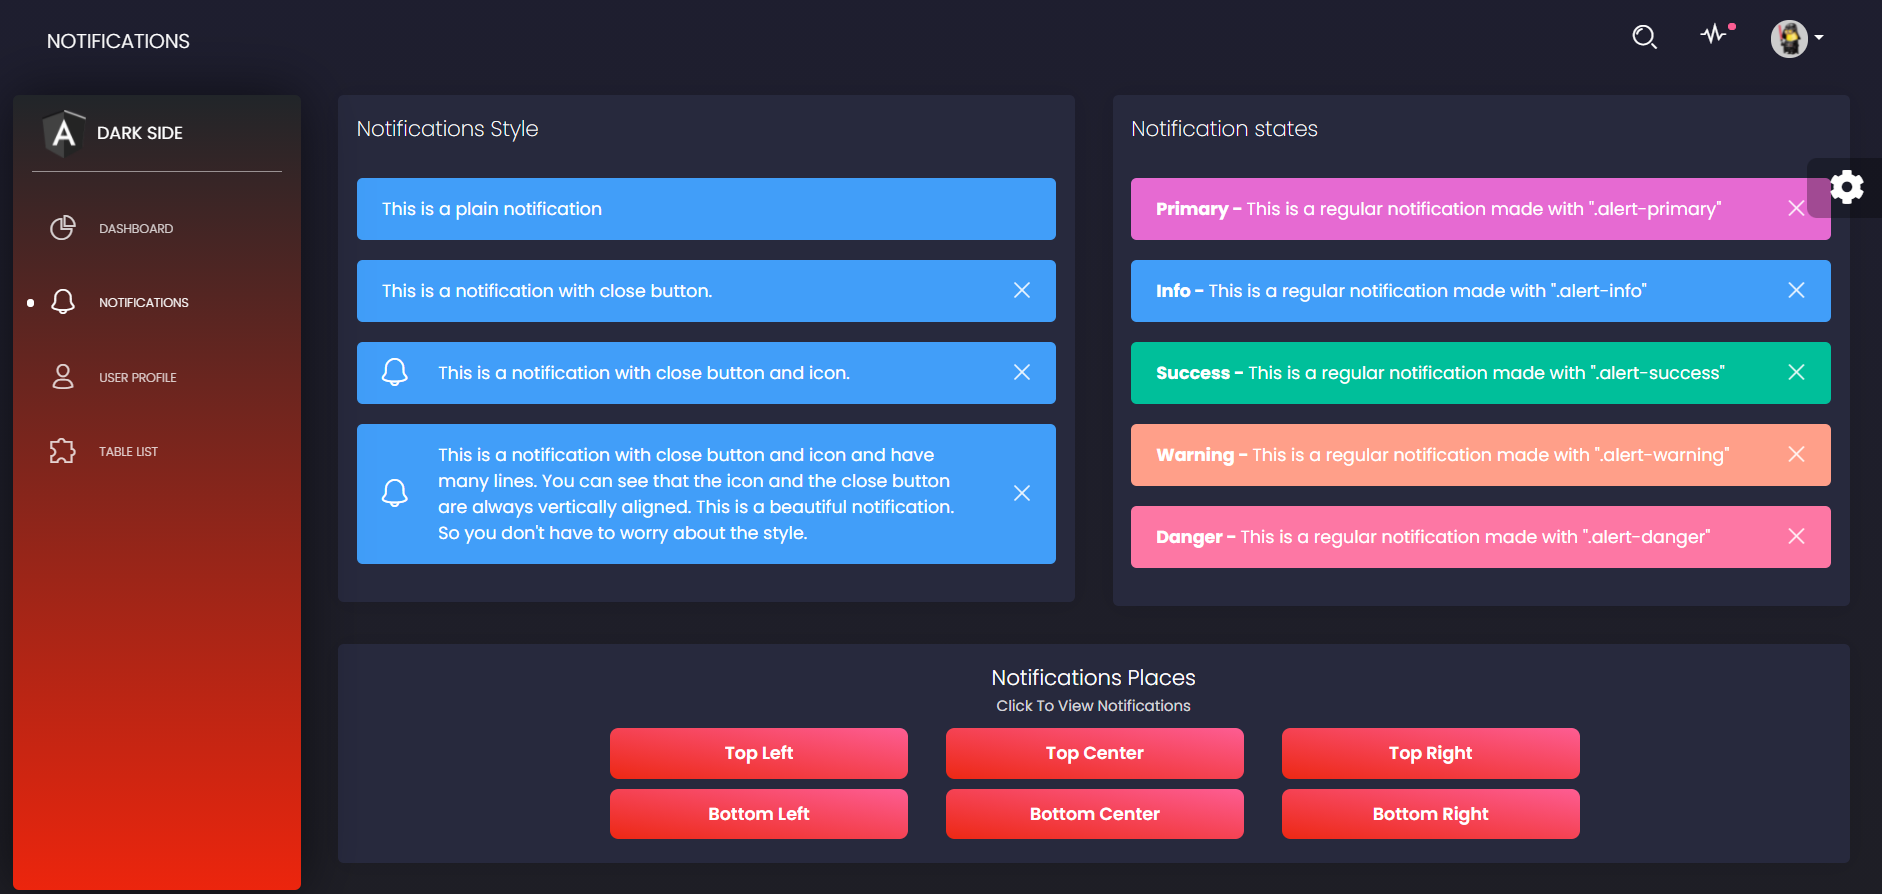 NOTIFICATIONS
DARK SIDE
DASHBOARD
NOTIFICATIONS
USER PROFILE
TABLE LIST
Notifications Style
This is a plain notification
This is a notification with close button.
This is a notification with close button and icon.
This is a notification with close button and icon and have
many lines. You can see that the icon and the close button
are always vertically aligned. This is a beautiful notification.
So you don't have to worry about the style.
Notification states
Primary - This is a regular notification made with ".alert-primary"
Info - This is a regular notification made with ".alert-info"
Success - This is a regular notification made with ".alert-success"
Warning - This is a regular notification made with ".alert-warning"
Danger - This is a regular notification made with ".alert-danger"
Notifications Places
Click To View Notifications
Top Left
Top Center
Top Right
Bottom Left
Bottom Center
Bottom Right